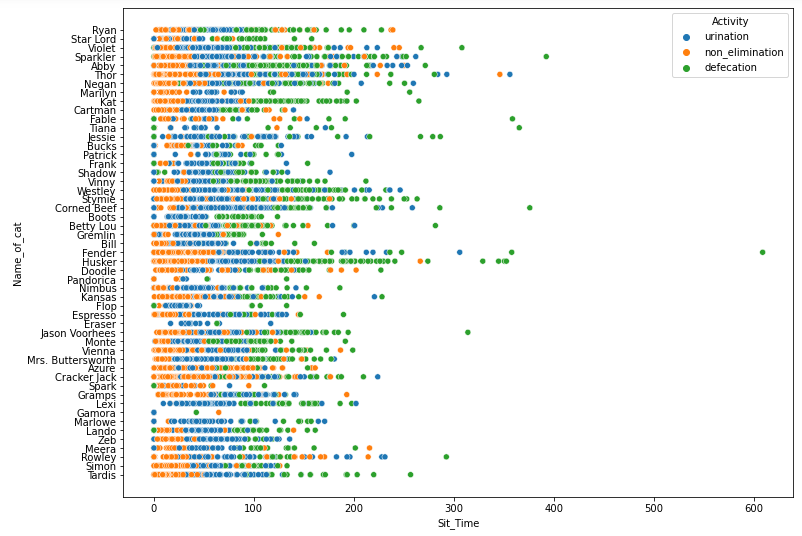 Activity
urination
non_elimination
defecation
Name_of_cat
Ryan
Star Lord
Violet
Sparkler
Abby
Thor
Negan
Marilyn
Kat
Cartman
Fable
Tiana
Jessie
Bucks
Patrick
Frank
Shadow
Vinny
Westley
Stymie
Corned Beef
Boots
Betty Lou
Gremlin
Bill
Fender
Husker
Doodle
Pandorica
Nimbus
Kansas
Flop
Espresso
Eraser
Jason Voorhees
Monte
Vienna
Mrs. Buttersworth
Azure
Cracker Jack
Spark
Gramps
Lexi
Gamora
Marlowe
Lando
Zeb
Meera
Rowley
Simon
Tardis
0 100 200 300 400 500 600
Sit_Time